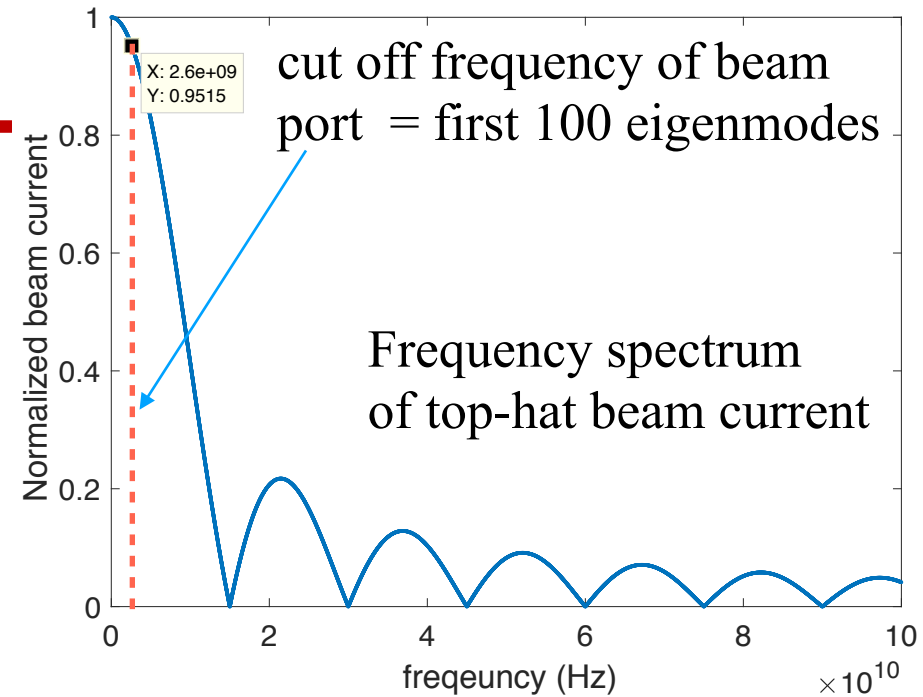 cut off frequency of beam
port = first 100 eigenmodes
X: 2.6e+09
Y: 0.9515
Frequency spectrum
of top-hat beam current
Normalized beam current
1
0.8
0.6
0.4
0.2
0
0 2 4 6 8 10
freqeuncy (Hz)
×10^10